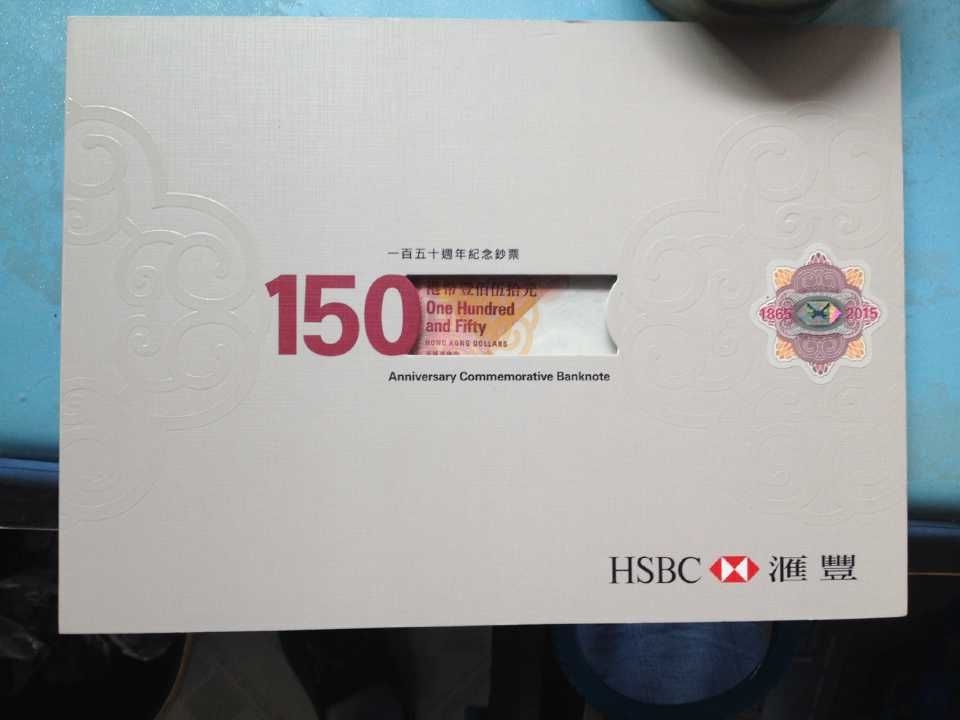 一百五十週年紀念鈔票
150
港幣壹佰伍拾元
One Hundred
and Fifty
HONG KONG DOLLARS
Anniversary Commemorative Banknote
1865 2015
HSBC 滙豐